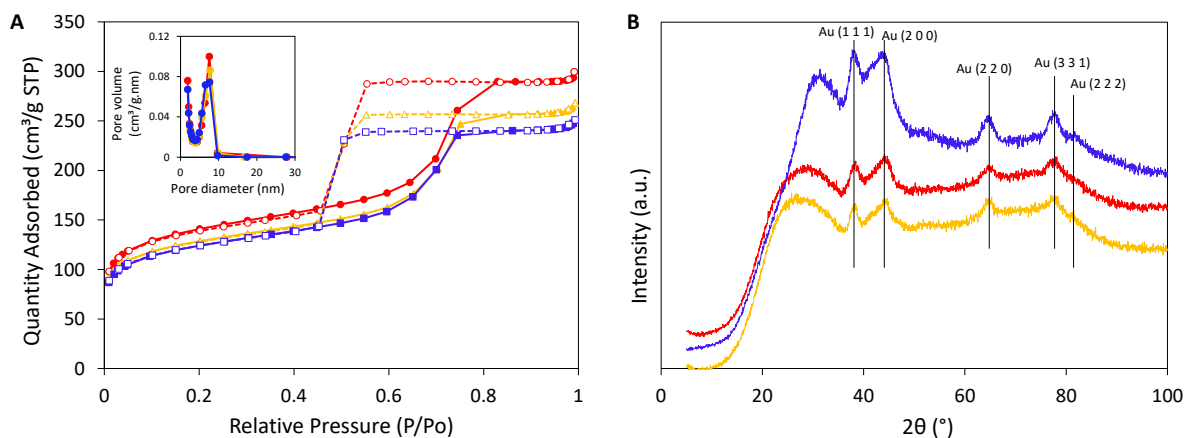 A
350
300
250
200
150
100
50
0
Quantity Adsorbed (cm³/g STP)
0 0.2 0.4 0.6 0.8 1
Relative Pressure (P/Po)
0.12
0.08
0.04
0
Pore volume
(cm³/g.nm)
0 10 20 30
Pore diameter (nm)
B
Au (1 1 1)
Au (2 0 0)
Au (2 2 0)
Au (3 3 1)
Au (2 2 2)
Intensity (a.u.)
0 20 40 60 80 100
2θ (°)